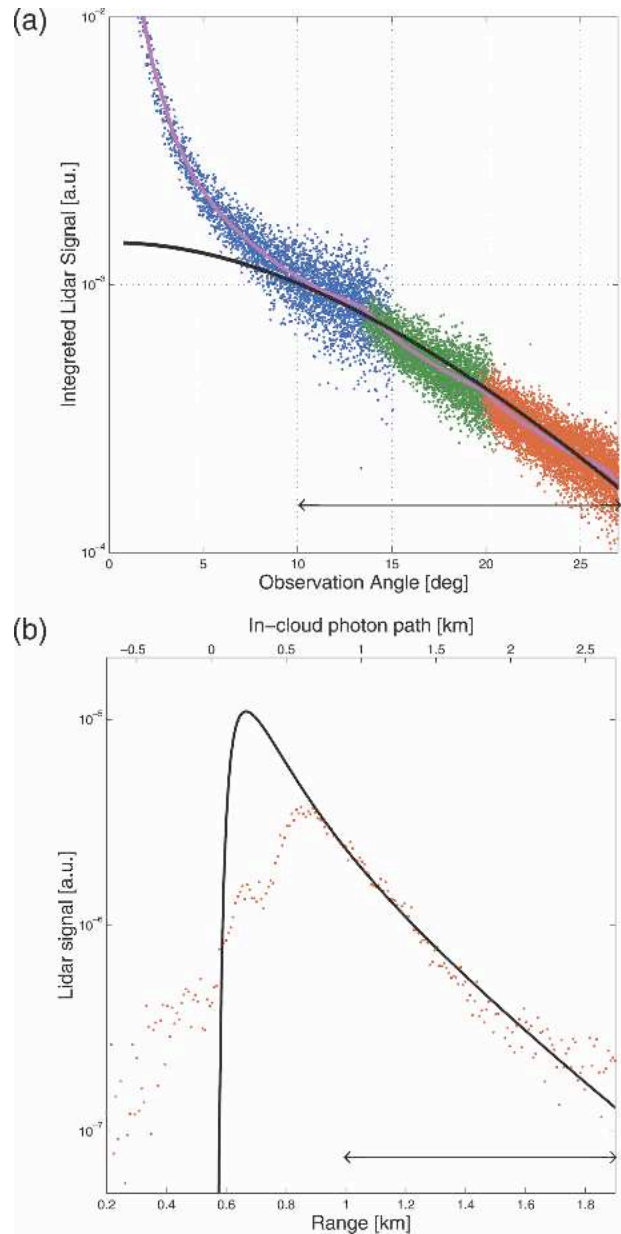 (a)
10⁻²
10⁻³
10⁻⁴
Integreted Lidar Signal [a.u.]
0 5 10 15 20 25
Observation Angle [deg]
(b)
In-cloud photon path [km]
-0.5 0 0.5 1 1.5 2 2.5
10⁻⁵
10⁻⁶
10⁻⁷
Lidar signal [a.u.]
0.2 0.4 0.6 0.8 1 1.2 1.4 1.6 1.8
Range [km]